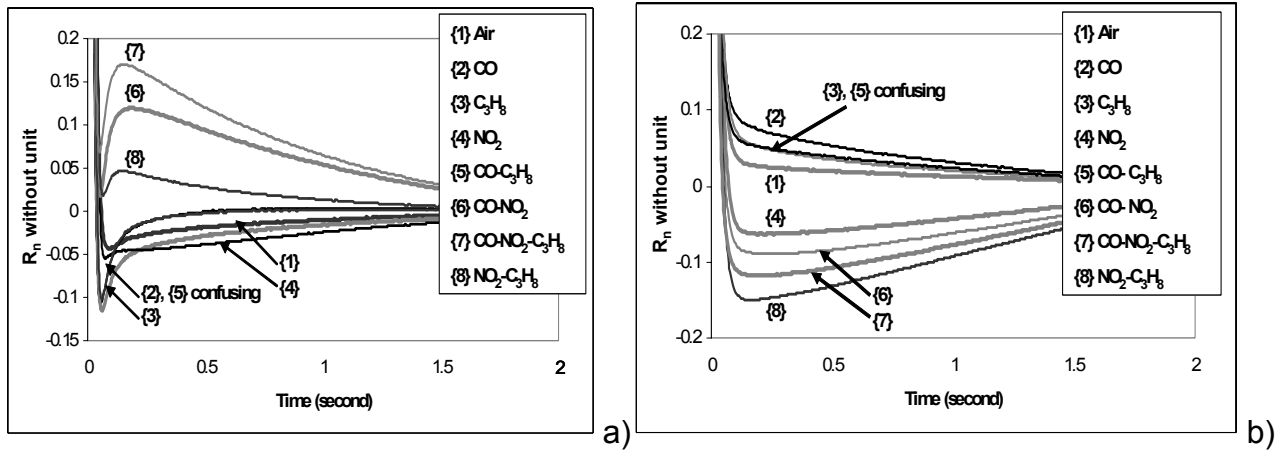 0.2
0.15
0.1
0.05
0
-0.05
-0.1
-0.15
R_n without unit
0
0.5
1
1.5
2
Time (second)
{7}
{6}
{8}
{1}
{2}, {5} confusing
{4}
{3}
{1} Air
{2} CO
{3} C₃H₈
{4} NO₂
{5} CO-C₃H₈
{6} CO-NO₂
{7} CO-NO₂-C₃H₈
{8} NO₂-C₃H₈
a)
0.2
0.1
0
-0.1
-0.2
R_n without unit
0
0.5
1
1.5
2
Time (second)
{3}, {5} confusing
{2}
{1}
{4}
{6}
{8}
{7}
{1} Air
{2} CO
{3} C₃H₈
{4} NO₂
{5} CO- C₃H₈
{6} CO- NO₂
{7} CO-NO₂-C₃H₈
{8} NO₂-C₃H₈
b)